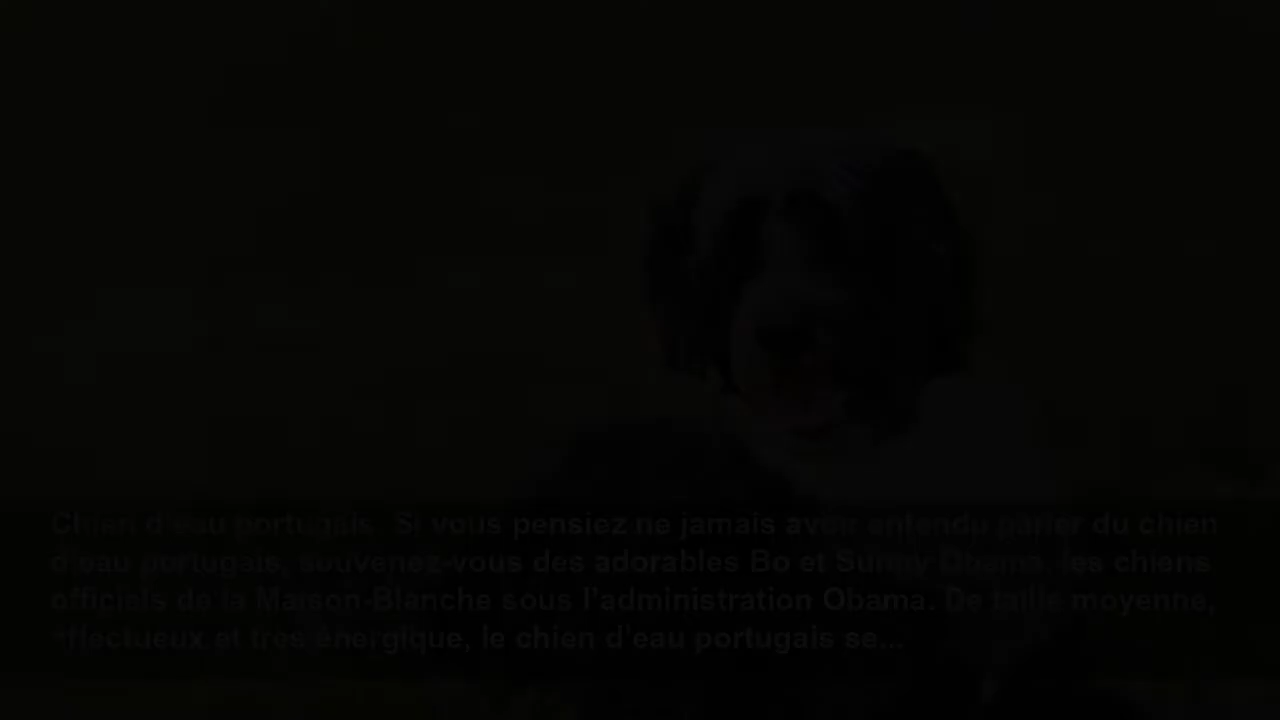 Chien d'eau portugais. Si vous pensiez ne jamais avoir entendu parler du chien
d'eau portugais, souvenez-vous des adorables Bo et Sunny Obama, les chiens
officiels de la Maison-Blanche sous l'administration Obama. De taille moyenne,
affectueux et très énergique, le chien d'eau portugais se...